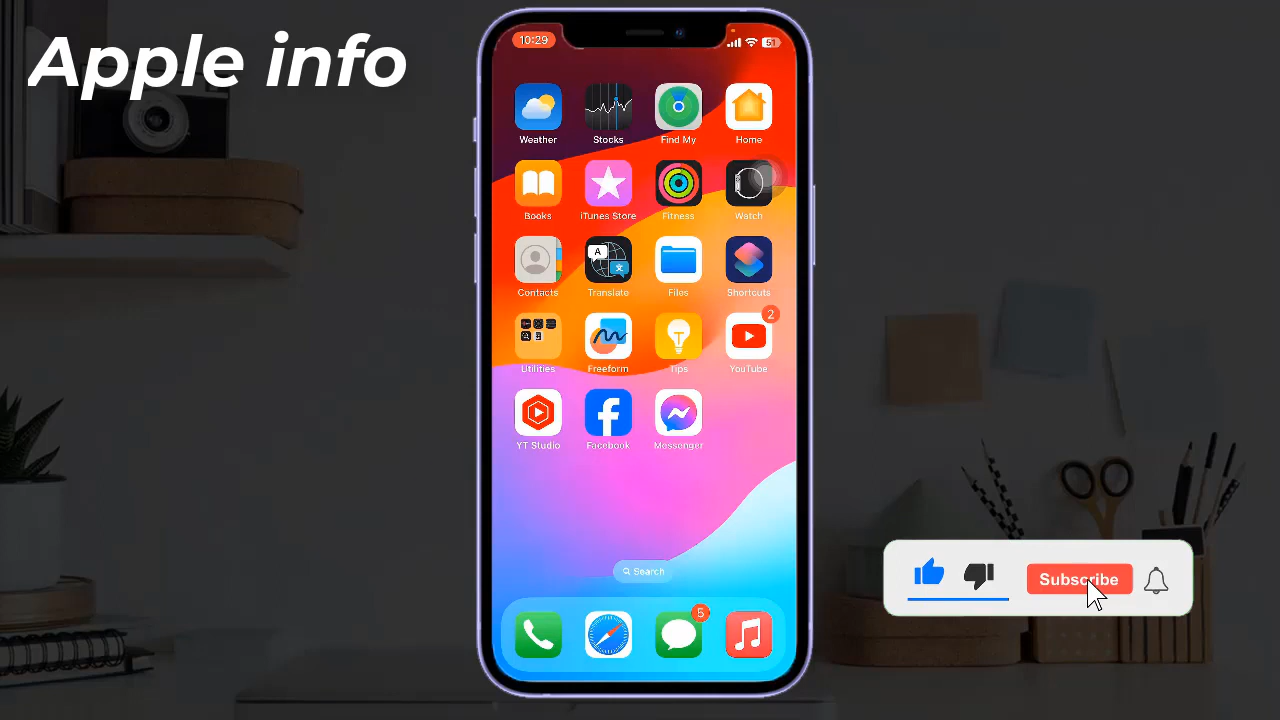 Apple info
10:29
51
Weather
Stocks
Find My
Home
Books
iTunes Store
Fitness
Watch
Contacts
Translate
Files
Shortcuts
2
Utilities
Freeform
Tips
YouTube
YT Studio
Facebook
Messenger
Search
5
Subscribe